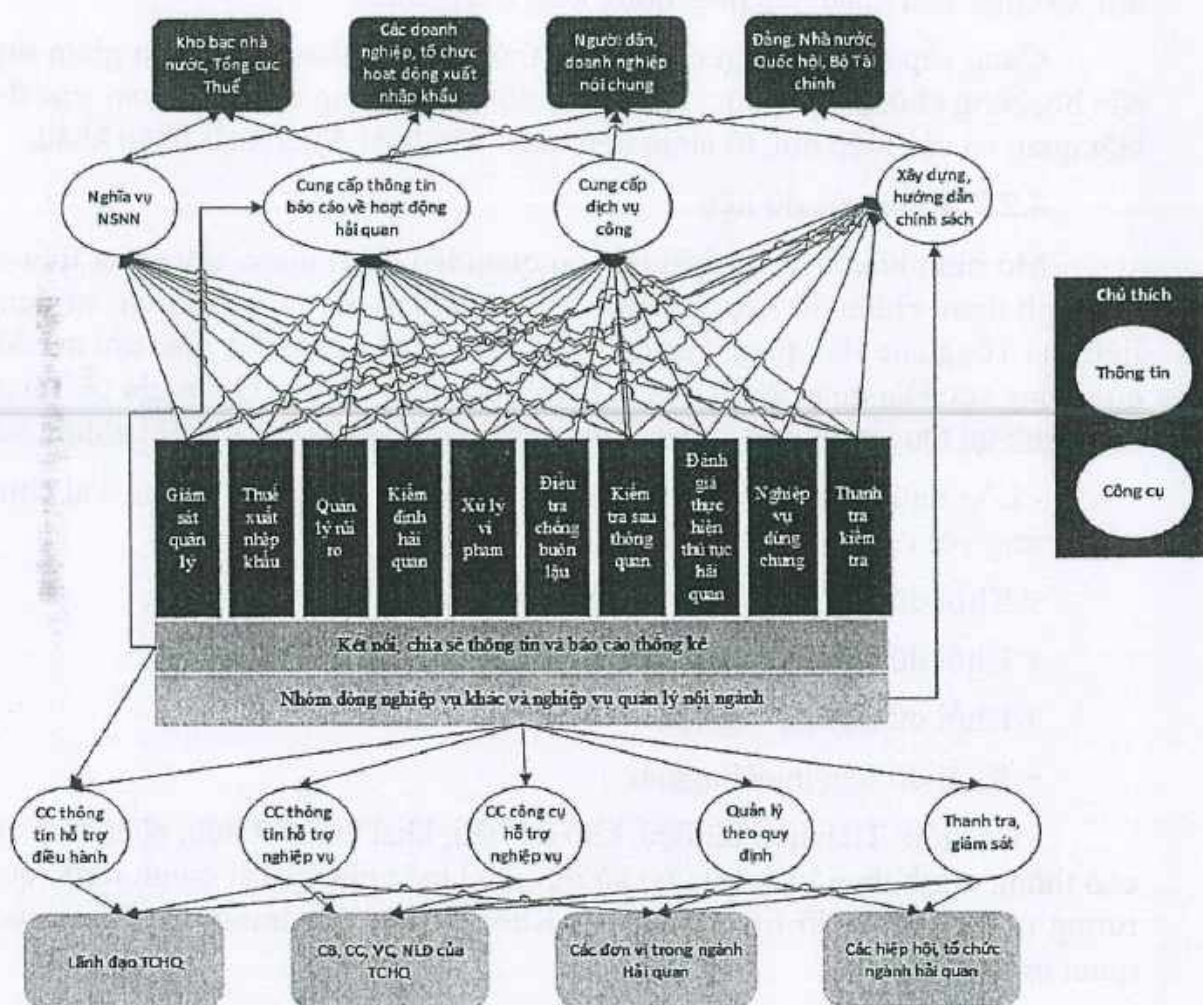 Kho bạc nhà
nước, Tổng cục
Thuế
Các doanh
nghiệp, tổ chức
hoạt động xuất
nhập khẩu
Người dân,
doanh nghiệp
nói chung
Đảng, Nhà nước,
Quốc hội, Bộ Tài
chính
Nghĩa vụ
NSNN
Cung cấp thông tin
báo cáo về hoạt động
hải quan
Cung cấp
dịch vụ
công
Xây dựng,
hướng dẫn
chính sách
Chú thích
Thông tin
Công cụ
Giám
sát
quản
lý
Thuế
xuất
nhập
khẩu
Quản
lý rủi
ro
Kiểm
định
hải
quan
Xử lý
vi
phạm
Điều
tra
chống
buôn
lậu
Kiểm
tra sau
thông
quan
Đánh
giá
thực
hiện
thủ tục
hải
quan
Nghiệp
vụ
dùng
chung
Thanh
tra
kiểm
tra
Kết nối, chia sẻ thông tin và báo cáo thống kê
Nhóm dòng nghiệp vụ khác và nghiệp vụ quản lý nội ngành
CC thông
tin hỗ trợ
điều hành
CC thông
tin hỗ trợ
nghiệp vụ
CC công cụ
hỗ trợ
nghiệp vụ
Quản lý
theo quy
định
Thanh tra,
giám sát
Lãnh đạo TCHQ
CB, CC, VC, NLĐ của
TCHQ
Các đơn vị trong ngành
Hải quan
Các hiệp hội, tổ chức
ngành hải quan